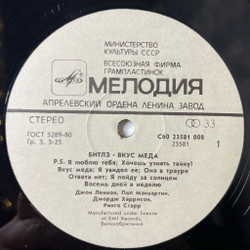 МИНИСТЕРСТВО
КУЛЬТУРЫ СССР
ВСЕСОЮЗНАЯ ФИРМА
ГРАМПЛАСТИНОК
МЕЛОДИЯ
АПРЕЛЕВСКИЙ ОРДЕНА ЛЕНИНА ЗАВОД
СТЕРЕО
33
ГОСТ 5289-80
Гр. 3. 3-25
С60 23581 008
23581
1
БИТЛЗ - ВКУС МЕДА
P.S. Я люблю тебя; Хочешь узнать тайну?
Вкус меда; Я увидел ее; Она в трауре
Ответа нет; Я пойду за солнцем
Восемь дней в неделю
Джон Леннон, Пол Маккартни,
Джордж Харрисон,
Ринго Старр
Manufactured under license
of EMI Records,
Великобритания